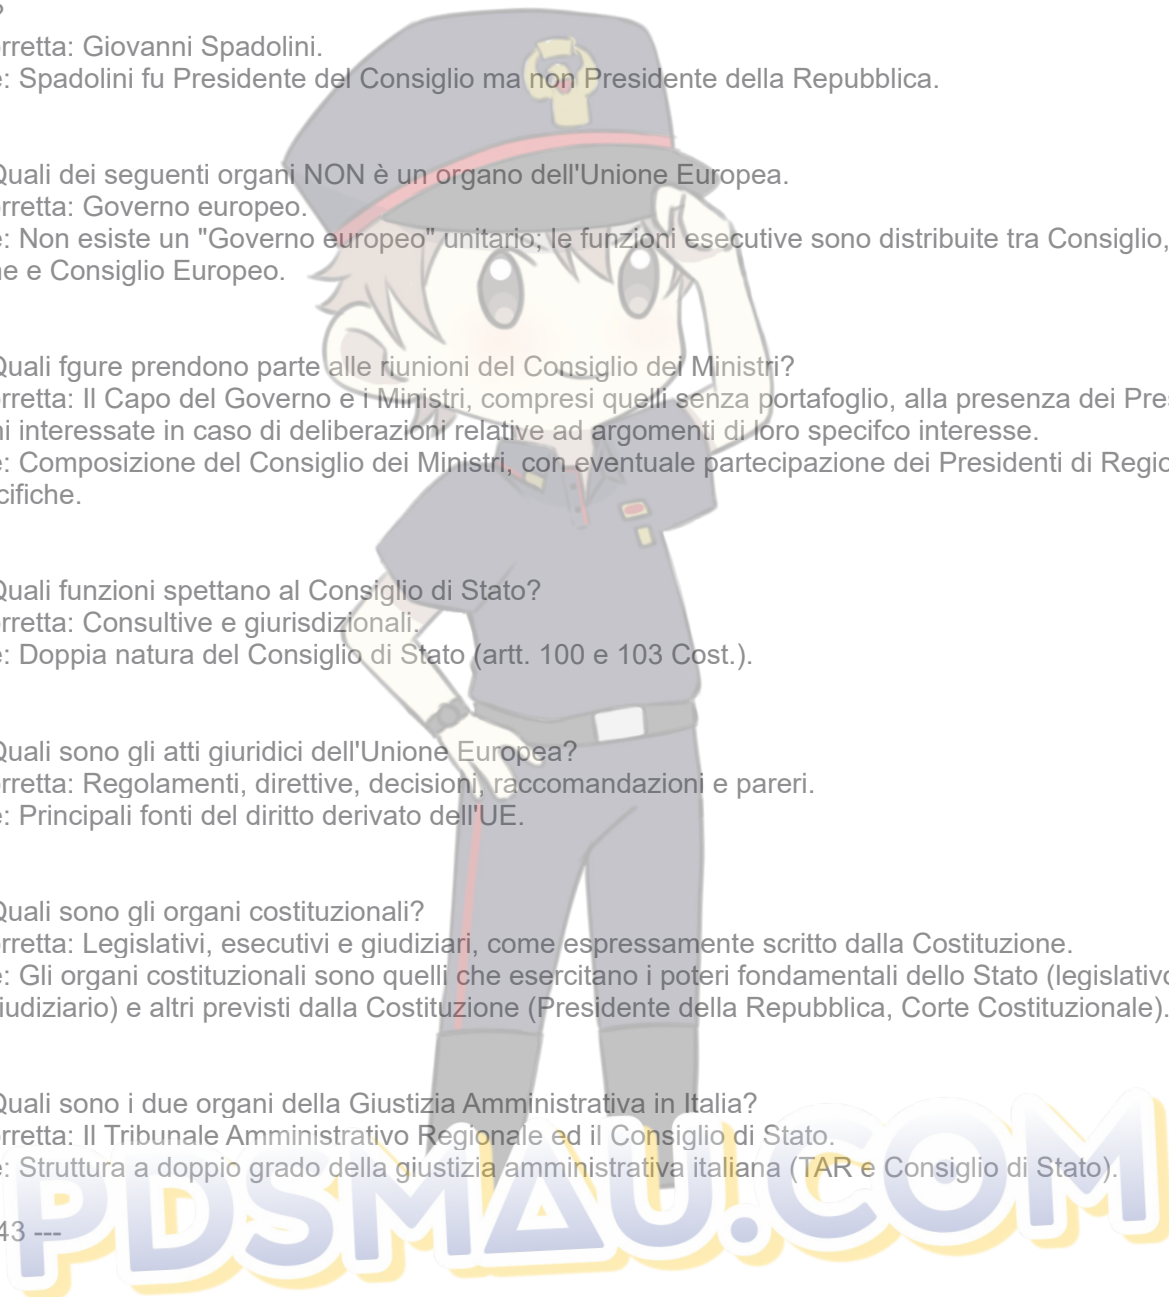 ?
rretta: Giovanni Spadolini.
e: Spadolini fu Presidente del Consiglio ma non Presidente della Repubblica.
Quali dei seguenti organi NON è un organo dell'Unione Europea.
rretta: Governo europeo.
e: Non esiste un "Governo europeo" unitario; le funzioni esecutive sono distribuite tra Consiglio,
ne e Consiglio Europeo.
Quali fgure prendono parte alle riunioni del Consiglio dei Ministri?
rretta: Il Capo del Governo e i Ministri, compresi quelli senza portafoglio, alla presenza dei Pres
ni interessate in caso di deliberazioni relative ad argomenti di loro specifco interesse.
e: Composizione del Consiglio dei Ministri, con eventuale partecipazione dei Presidenti di Regio
cifiche.
Quali funzioni spettano al Consiglio di Stato?
rretta: Consultive e giurisdizionali.
e: Doppia natura del Consiglio di Stato (artt. 100 e 103 Cost.).
Quali sono gli atti giuridici dell'Unione Europea?
rretta: Regolamenti, direttive, decisioni, raccomandazioni e pareri.
e: Principali fonti del diritto derivato dell'UE.
Quali sono gli organi costituzionali?
rretta: Legislativi, esecutivi e giudiziari, come espressamente scritto dalla Costituzione.
e: Gli organi costituzionali sono quelli che esercitano i poteri fondamentali dello Stato (legislativo
iudiziario) e altri previsti dalla Costituzione (Presidente della Repubblica, Corte Costituzionale).
Quali sono i due organi della Giustizia Amministrativa in Italia?
rretta: Il Tribunale Amministrativo Regionale ed il Consiglio di Stato.
e: Struttura a doppio grado della giustizia amministrativa italiana (TAR e Consiglio di Stato).
43 ---
PDSMAU.COM